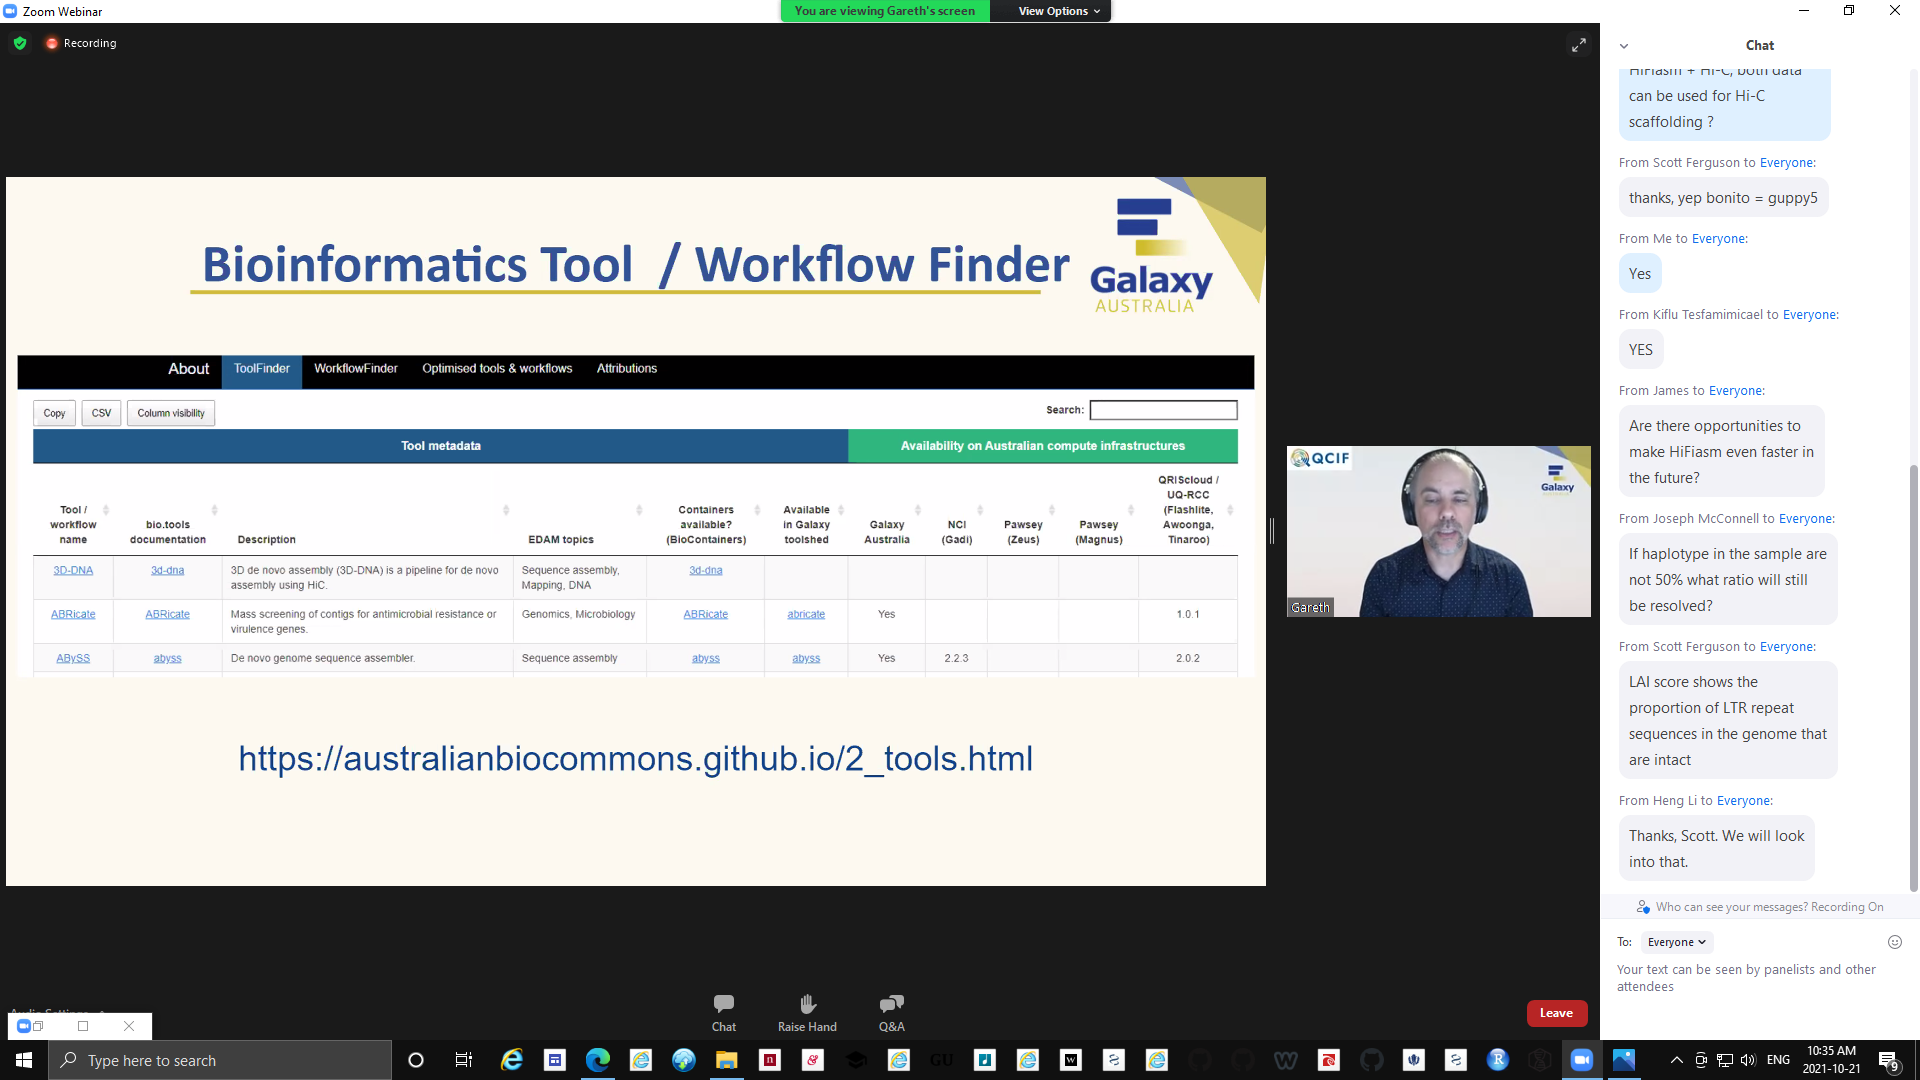 Zoom Webinar
You are viewing Gareth's screen
View Options
Recording
Bioinformatics Tool / Workflow Finder
Galaxy
AUSTRALIA
About
ToolFinder
WorkflowFinder
Optimised tools & workflows
Attributions
Copy
CSV
Column visibility
Search:
Tool metadata
Availability on Australian compute infrastructures
Tool /
workflow
name
bio.tools
documentation
Description
EDAM topics
Containers
available?
(BioContainers)
Available
in Galaxy
toolshed
Galaxy
Australia
NCI
(Gadi)
Pawsey
(Zeus)
Pawsey
(Magnus)
QRIScloud /
UQ-RCC
(Flashlite,
Awoonga,
Tinaroo)
3D-DNA
3d-dna
3D de novo assembly (3D-DNA) is a pipeline for de novo
assembly using HiC.
Sequence assembly,
Mapping, DNA
3d-dna
ABRicate
ABRicate
Mass screening of contigs for antimicrobial resistance or
virulence genes.
Genomics, Microbiology
ABRicate
abricate
Yes
1.0.1
ABySS
abyss
De novo genome sequence assembler.
Sequence assembly
abyss
abyss
Yes
2.2.3
2.0.2
https://australianbiocommons.github.io/2_tools.html
QCIF
Galaxy
Gareth
Chat
HiFiasm + Hi-C, both data
can be used for Hi-C
scaffolding ?
From Scott Ferguson to Everyone:
thanks, yep bonito = guppy5
From Me to Everyone:
Yes
From Kiflu Tesfamimicael to Everyone:
YES
From James to Everyone:
Are there opportunities to
make HiFiasm even faster in
the future?
From Joseph McConnell to Everyone:
If haplotype in the sample are
not 50% what ratio will still
be resolved?
From Scott Ferguson to Everyone:
LAI score shows the
proportion of LTR repeat
sequences in the genome that
are intact
From Heng Li to Everyone:
Thanks, Scott. We will look
into that.
Who can see your messages? Recording On
To: Everyone
Your text can be seen by panelists and other
attendees
Chat
Raise Hand
Q&A
Leave
Type here to search
GU
ENG
10:35 AM
2021-10-21
9